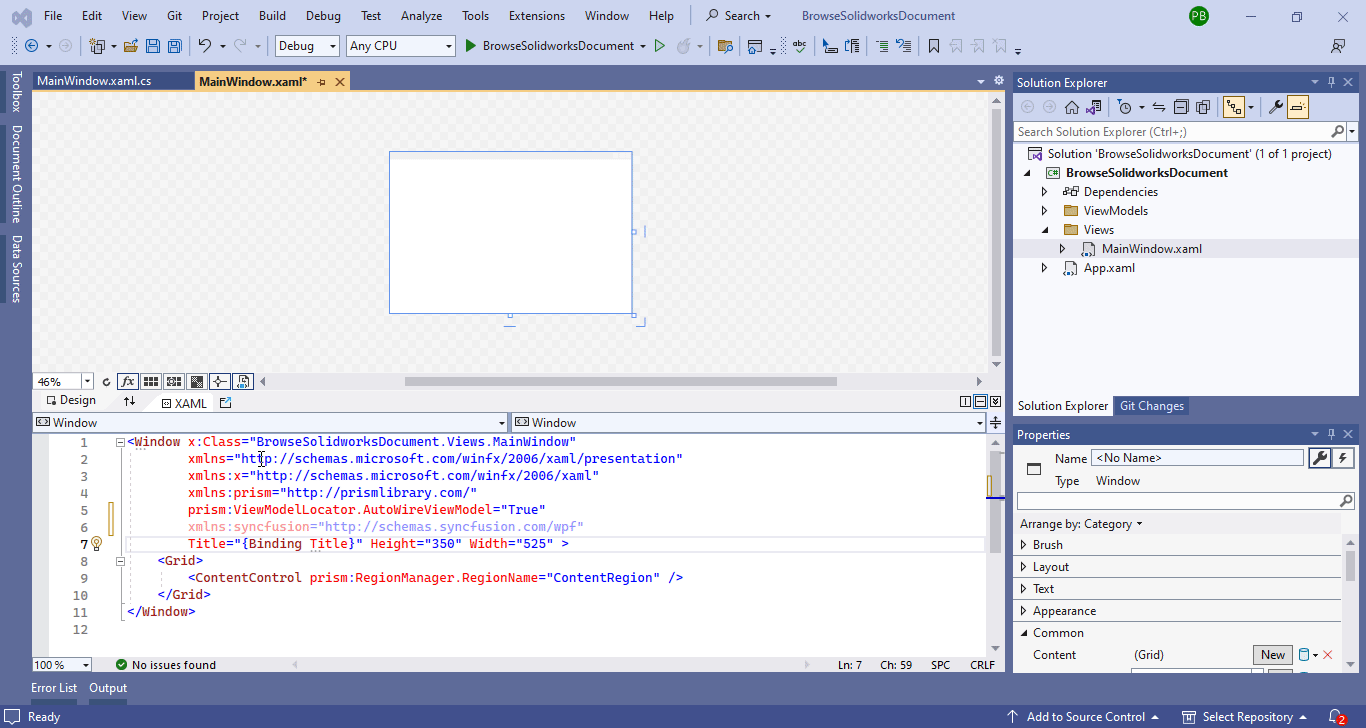 File Edit View Git Project Build Debug Test Analyze Tools Extensions Window Help Search BrowseSolidworksDocument PB
Debug Any CPU BrowseSolidworksDocument abc
MainWindow.xaml.cs MainWindow.xaml*
Toolbox
Document Outline
Data Sources
46% fx
Design XAML
Window Window
1 <Window x:Class="BrowseSolidworksDocument.Views.MainWindow"
2 xmlns="http://schemas.microsoft.com/winfx/2006/xaml/presentation"
3 xmlns:x="http://schemas.microsoft.com/winfx/2006/xaml"
4 xmlns:prism="http://prismlibrary.com/"
5 prism:ViewModelLocator.AutoWireViewModel="True"
6 xmlns:syncfusion="http://schemas.syncfusion.com/wpf"
7 Title="{Binding Title}" Height="350" Width="525" >
8 <Grid>
9 <ContentControl prism:RegionManager.RegionName="ContentRegion" />
10 </Grid>
11 </Window>
12
100 % No issues found Ln: 7 Ch: 59 SPC CRLF
Solution Explorer
Search Solution Explorer (Ctrl+;)
Solution 'BrowseSolidworksDocument' (1 of 1 project)
C# BrowseSolidworksDocument
Dependencies
ViewModels
Views
MainWindow.xaml
App.xaml
Solution Explorer Git Changes
Properties
Name <No Name>
Type Window
Arrange by: Category
Brush
Layout
Text
Appearance
Common
Content (Grid) New
Error List Output
Ready Add to Source Control Select Repository 2